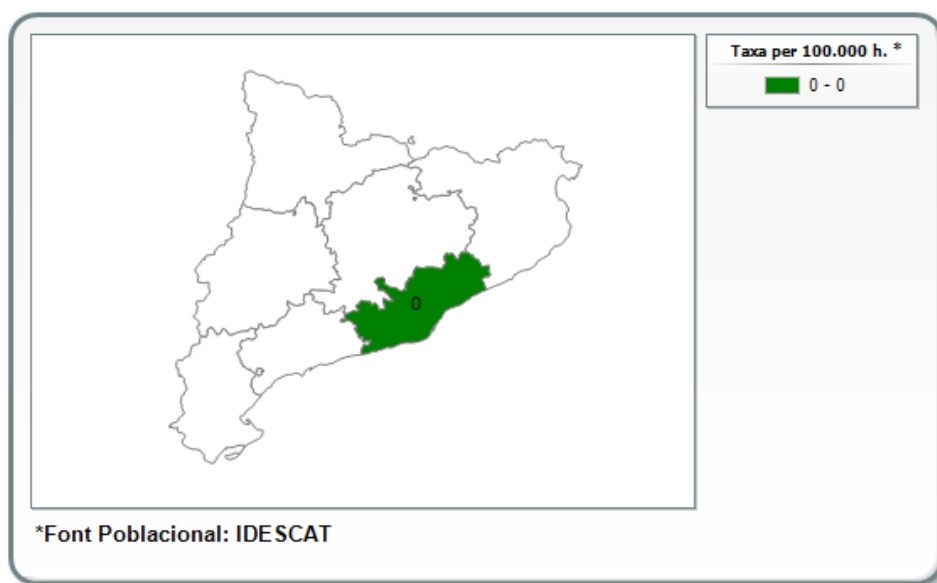 Taxa per 100.000 h. *
0 - 0
0
*Font Poblacional: IDESCAT